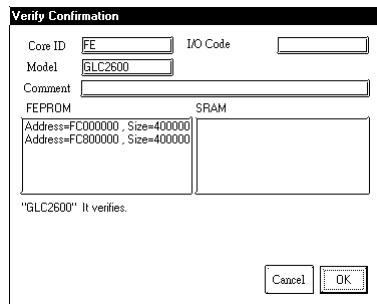 Verify Confirmation
Core ID FE I/O Code
Model GLC2600
Comment
FEPROM SRAM
Address=FC000000 , Size=400000
Address=FC800000 , Size=400000
"GLC2600" It verifies.
Cancel OK